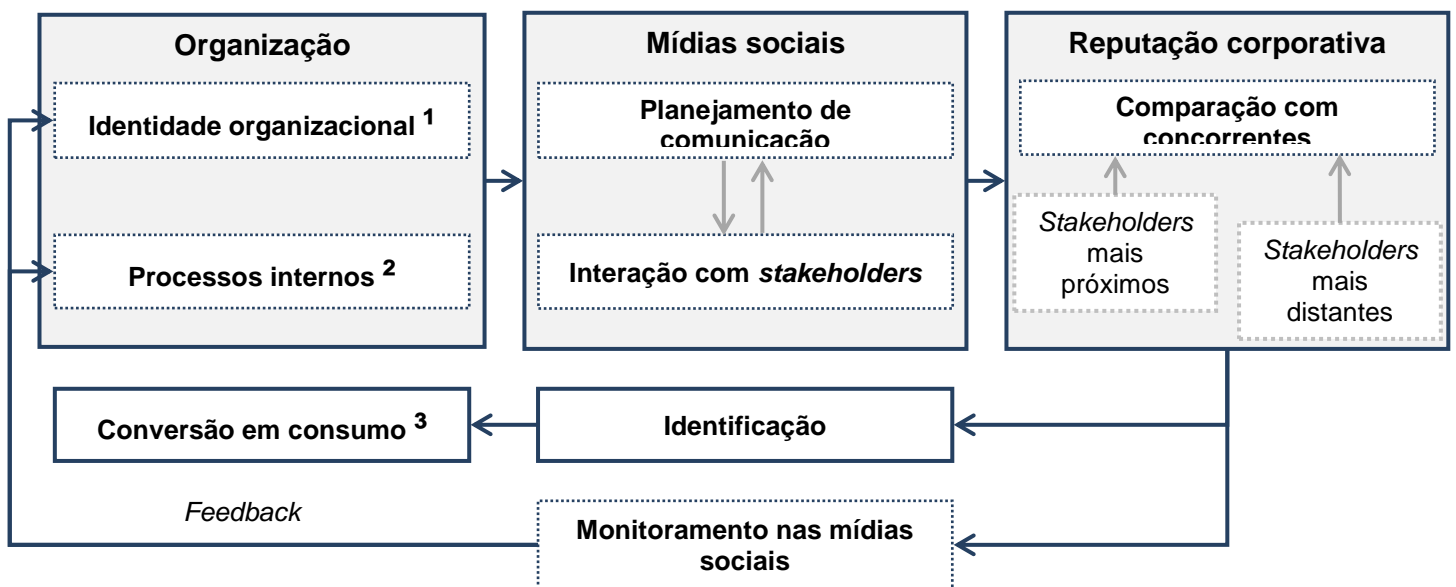 Organização
Identidade organizacional 1
Processos internos 2
Mídias sociais
Planejamento de
comunicação
Interação com stakeholders
Reputação corporativa
Comparação com
concorrentes
Stakeholders
mais
próximos
Stakeholders
mais
distantes
Conversão em consumo 3
Identificação
Feedback
Monitoramento nas mídias
sociais